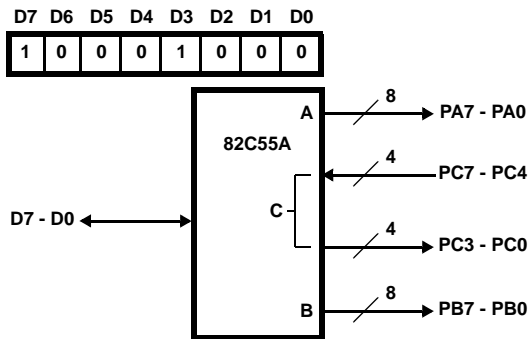 D7 D6 D5 D4 D3 D2 D1 D0
1 0 0 0 1 0 0 0
A
8
PA7 - PA0
82C55A
4
PC7 - PC4
C
D7 - D0
4
PC3 - PC0
B
8
PB7 - PB0